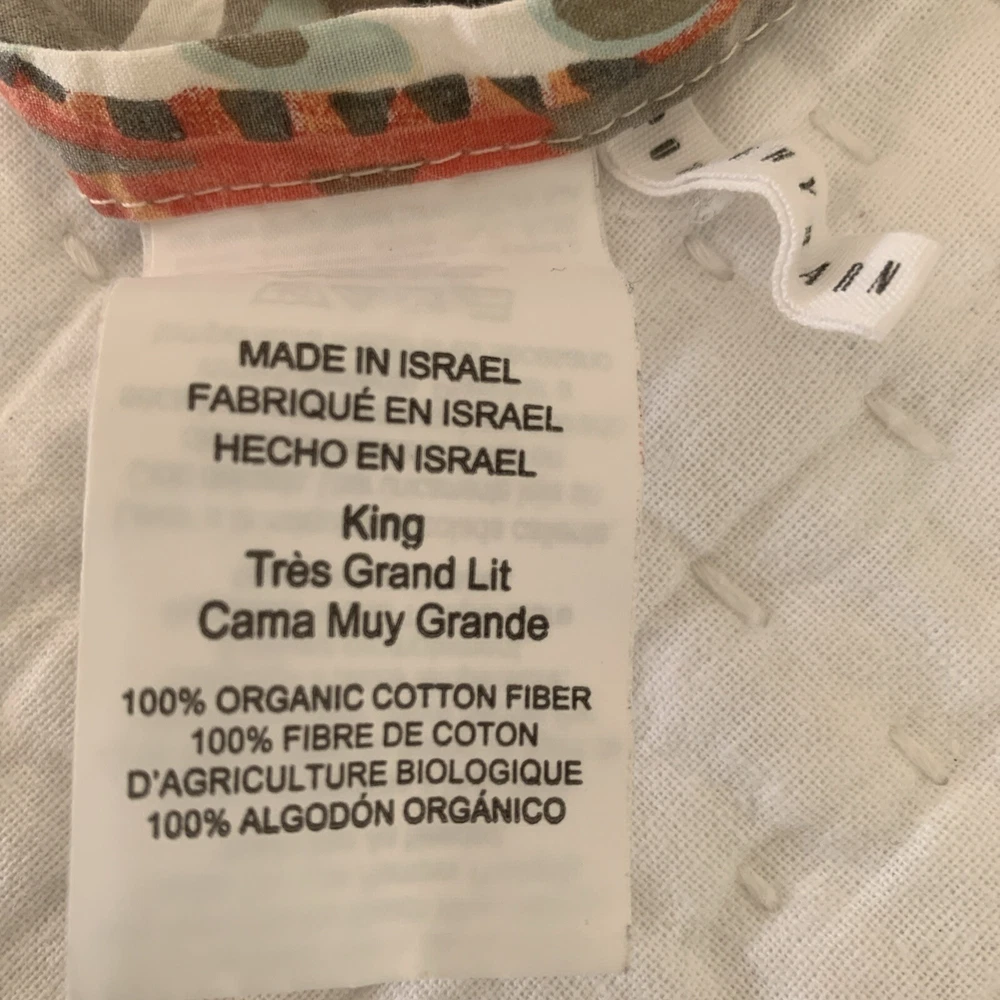 MADE IN ISRAEL
FABRIQUÉ EN ISRAEL
HECHO EN ISRAEL
King
Très Grand Lit
Cama Muy Grande
100% ORGANIC COTTON FIBER
100% FIBRE DE COTON
D'AGRICULTURE BIOLOGIQUE
100% ALGODÓN ORGÁNICO